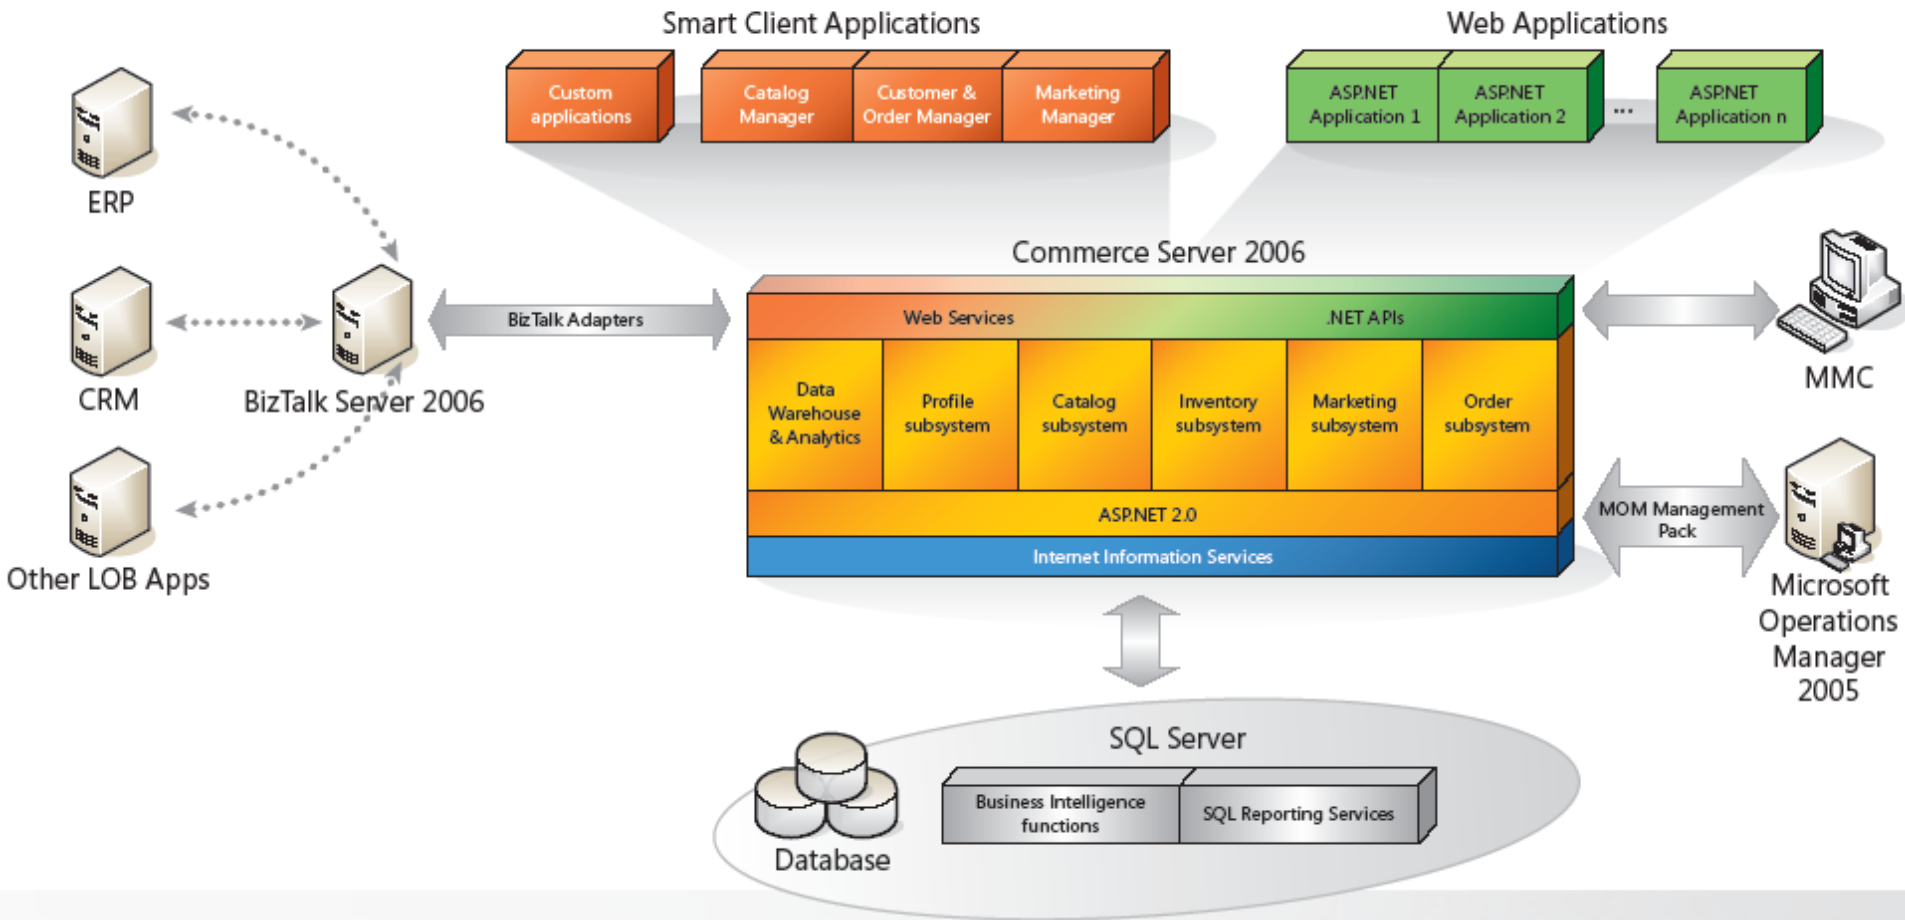 Smart Client Applications
Web Applications
Custom
applications
Catalog
Manager
Customer &
Order Manager
Marketing
Manager
ASP.NET
Application 1
ASP.NET
Application 2
...
ASP.NET
Application n
ERP
CRM
Other LOB Apps
BizTalk Server 2006
BizTalk Adapters
Commerce Server 2006
Web Services
.NET APIs
Data
Warehouse
& Analytics
Profile
subsystem
Catalog
subsystem
Inventory
subsystem
Marketing
subsystem
Order
subsystem
ASP.NET 2.0
Internet Information Services
MMC
MOM Management
Pack
Microsoft
Operations
Manager
2005
SQL Server
Database
Business Intelligence
functions
SQL Reporting Services